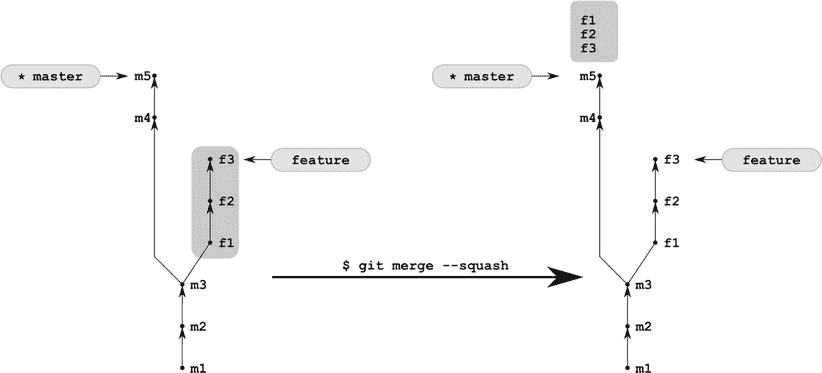 * master
m5
m4
f3
feature
f2
f1
m3
m2
m1
$ git merge --squash
f1
f2
f3
* master
m5
m4
f3
feature
f2
f1
m3
m2
m1